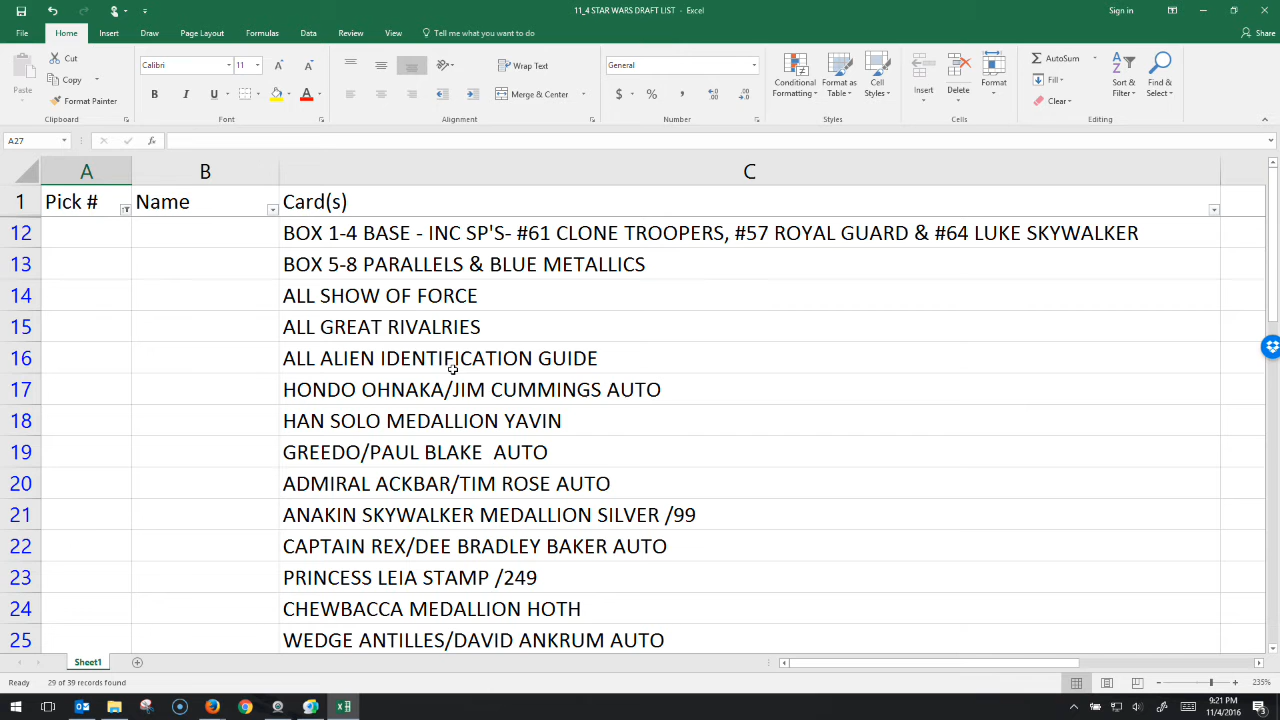 11_4 STAR WARS DRAFT LIST - Excel
Sign in
File Home Insert Draw Page Layout Formulas Data Review View Tell me what you want to do Share
Paste Cut Copy Format Painter Clipboard
Calibri 11 B I U A Font
Wrap Text Merge & Center Alignment
General $ % , Number
Conditional Formatting Format as Table Cell Styles Styles
Insert Delete Format Cells
AutoSum Fill Clear Sort & Filter Find & Select Editing
A27 fx
A B C
1 Pick # Name Card(s)
12 BOX 1-4 BASE - INC SP'S- #61 CLONE TROOPERS, #57 ROYAL GUARD & #64 LUKE SKYWALKER
13 BOX 5-8 PARALLELS & BLUE METALLICS
14 ALL SHOW OF FORCE
15 ALL GREAT RIVALRIES
16 ALL ALIEN IDENTIFICATION GUIDE
17 HONDO OHNAKA/JIM CUMMINGS AUTO
18 HAN SOLO MEDALLION YAVIN
19 GREEDO/PAUL BLAKE  AUTO
20 ADMIRAL ACKBAR/TIM ROSE AUTO
21 ANAKIN SKYWALKER MEDALLION SILVER /99
22 CAPTAIN REX/DEE BRADLEY BAKER AUTO
23 PRINCESS LEIA STAMP /249
24 CHEWBACCA MEDALLION HOTH
25 WEDGE ANTILLES/DAVID ANKRUM AUTO
Sheet1
Ready 29 of 39 records found 235%
9:21 PM
11/4/2016